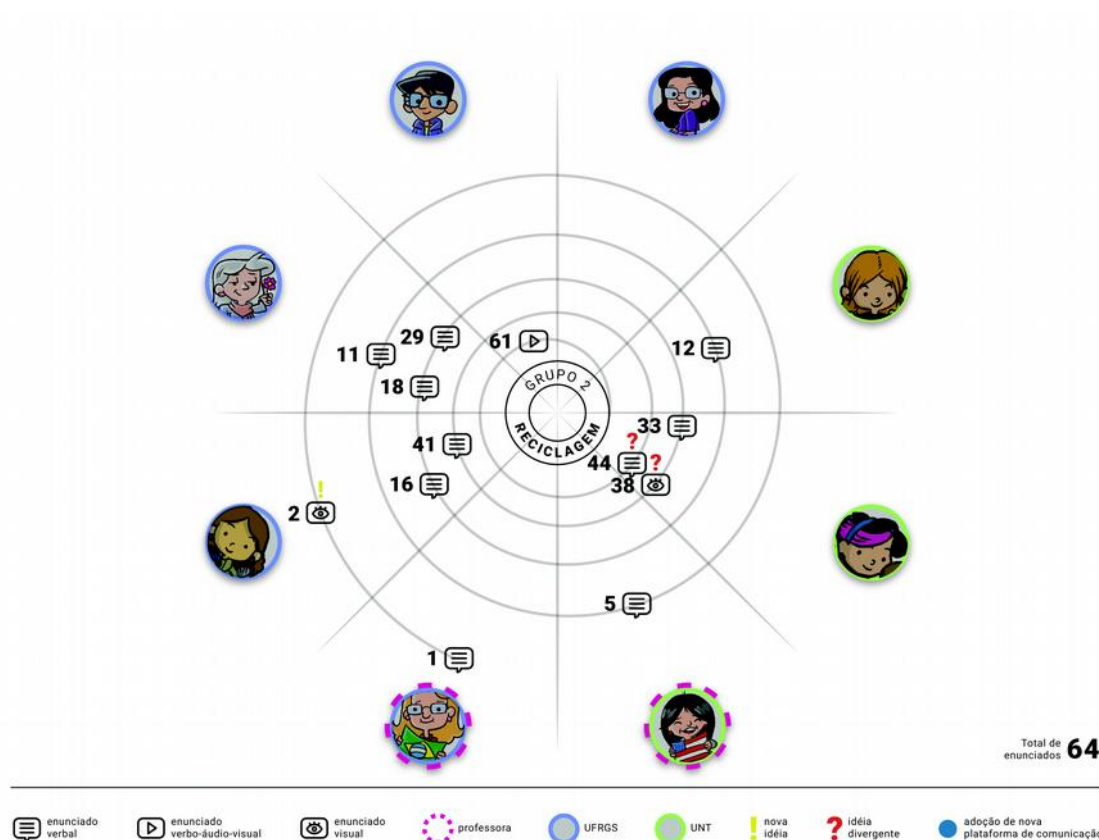 29
61
11
12
18
GRUPO 2
RECICLAGEM
33
?
41
44
?
16
38
!
2
5
1
Total de
enunciados 64
enunciado
verbal
enunciado
verbo-áudio-visual
enunciado
visual
professora
UFRGS
UNT
! nova
idéia
? idéia
divergente
adoção de nova
plataforma de comunicação